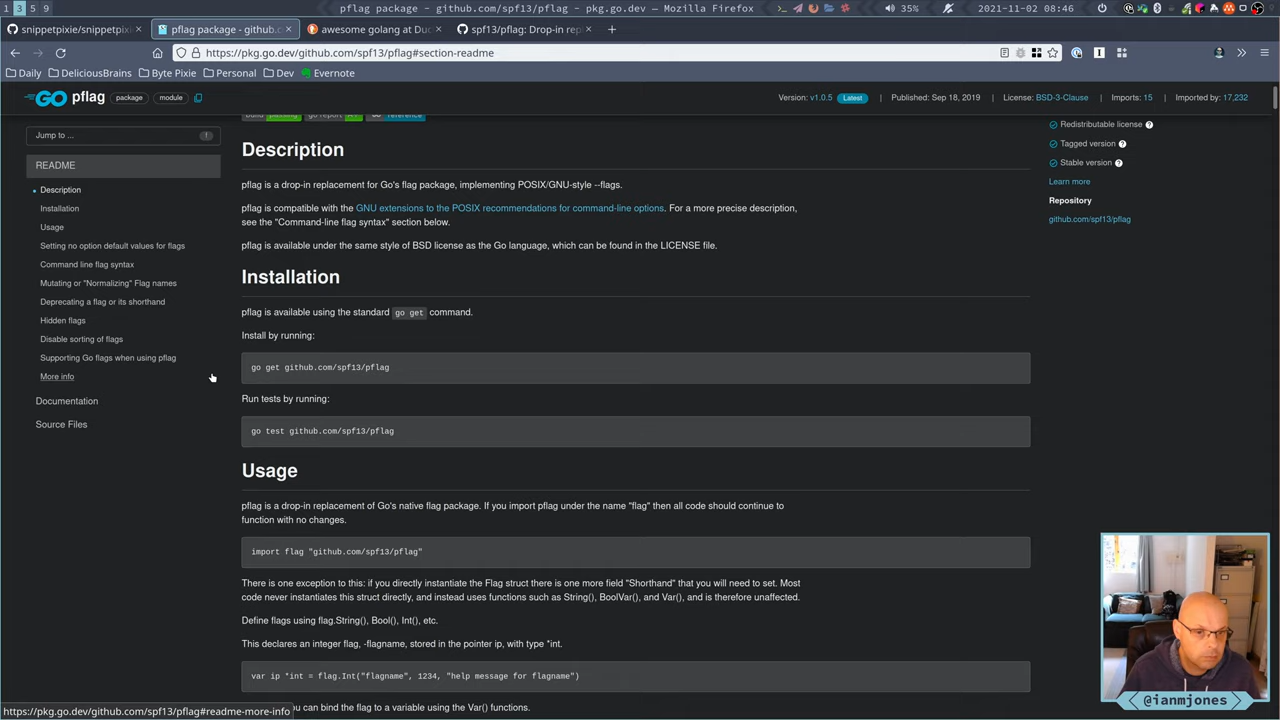 1 3 5 9
pflag package - github.com/spf13/pflag - pkg.go.dev — Mozilla Firefox
35%
2021-11-02 08:46
snippetpixie/snippetpixi
pflag package - github.c
awesome golang at Duc
spf13/pflag: Drop-in rep
https://pkg.go.dev/github.com/spf13/pflag#section-readme
Daily
DeliciousBrains
Byte Pixie
Personal
Dev
Evernote
GO pflag package module
Version: v1.0.5 Latest | Published: Sep 18, 2019 | License: BSD-3-Clause | Imports: 15 | Imported by: 17,232
Jump to ...
README
Description
Installation
Usage
Setting no option default values for flags
Command line flag syntax
Mutating or "Normalizing" Flag names
Deprecating a flag or its shorthand
Hidden flags
Disable sorting of flags
Supporting Go flags when using pflag
More info
Documentation
Source Files
Description
pflag is a drop-in replacement for Go's flag package, implementing POSIX/GNU-style --flags.
pflag is compatible with the GNU extensions to the POSIX recommendations for command-line options. For a more precise description,
see the "Command-line flag syntax" section below.
pflag is available under the same style of BSD license as the Go language, which can be found in the LICENSE file.
Installation
pflag is available using the standard go get command.
Install by running:
go get github.com/spf13/pflag
Run tests by running:
go test github.com/spf13/pflag
Usage
pflag is a drop-in replacement of Go's native flag package. If you import pflag under the name "flag" then all code should continue to
function with no changes.
import flag "github.com/spf13/pflag"
There is one exception to this: if you directly instantiate the Flag struct there is one more field "Shorthand" that you will need to set. Most
code never instantiates this struct directly, and instead uses functions such as String(), BoolVar(), and Var(), and is therefore unaffected.
Define flags using flag.String(), Bool(), Int(), etc.
This declares an integer flag, -flagname, stored in the pointer ip, with type *int.
var ip *int = flag.Int("flagname", 1234, "help message for flagname")
ou can bind the flag to a variable using the Var() functions.
Redistributable license
Tagged version
Stable version
Learn more
Repository
github.com/spf13/pflag
https://pkg.go.dev/github.com/spf13/pflag#readme-more-info
@ianmjones